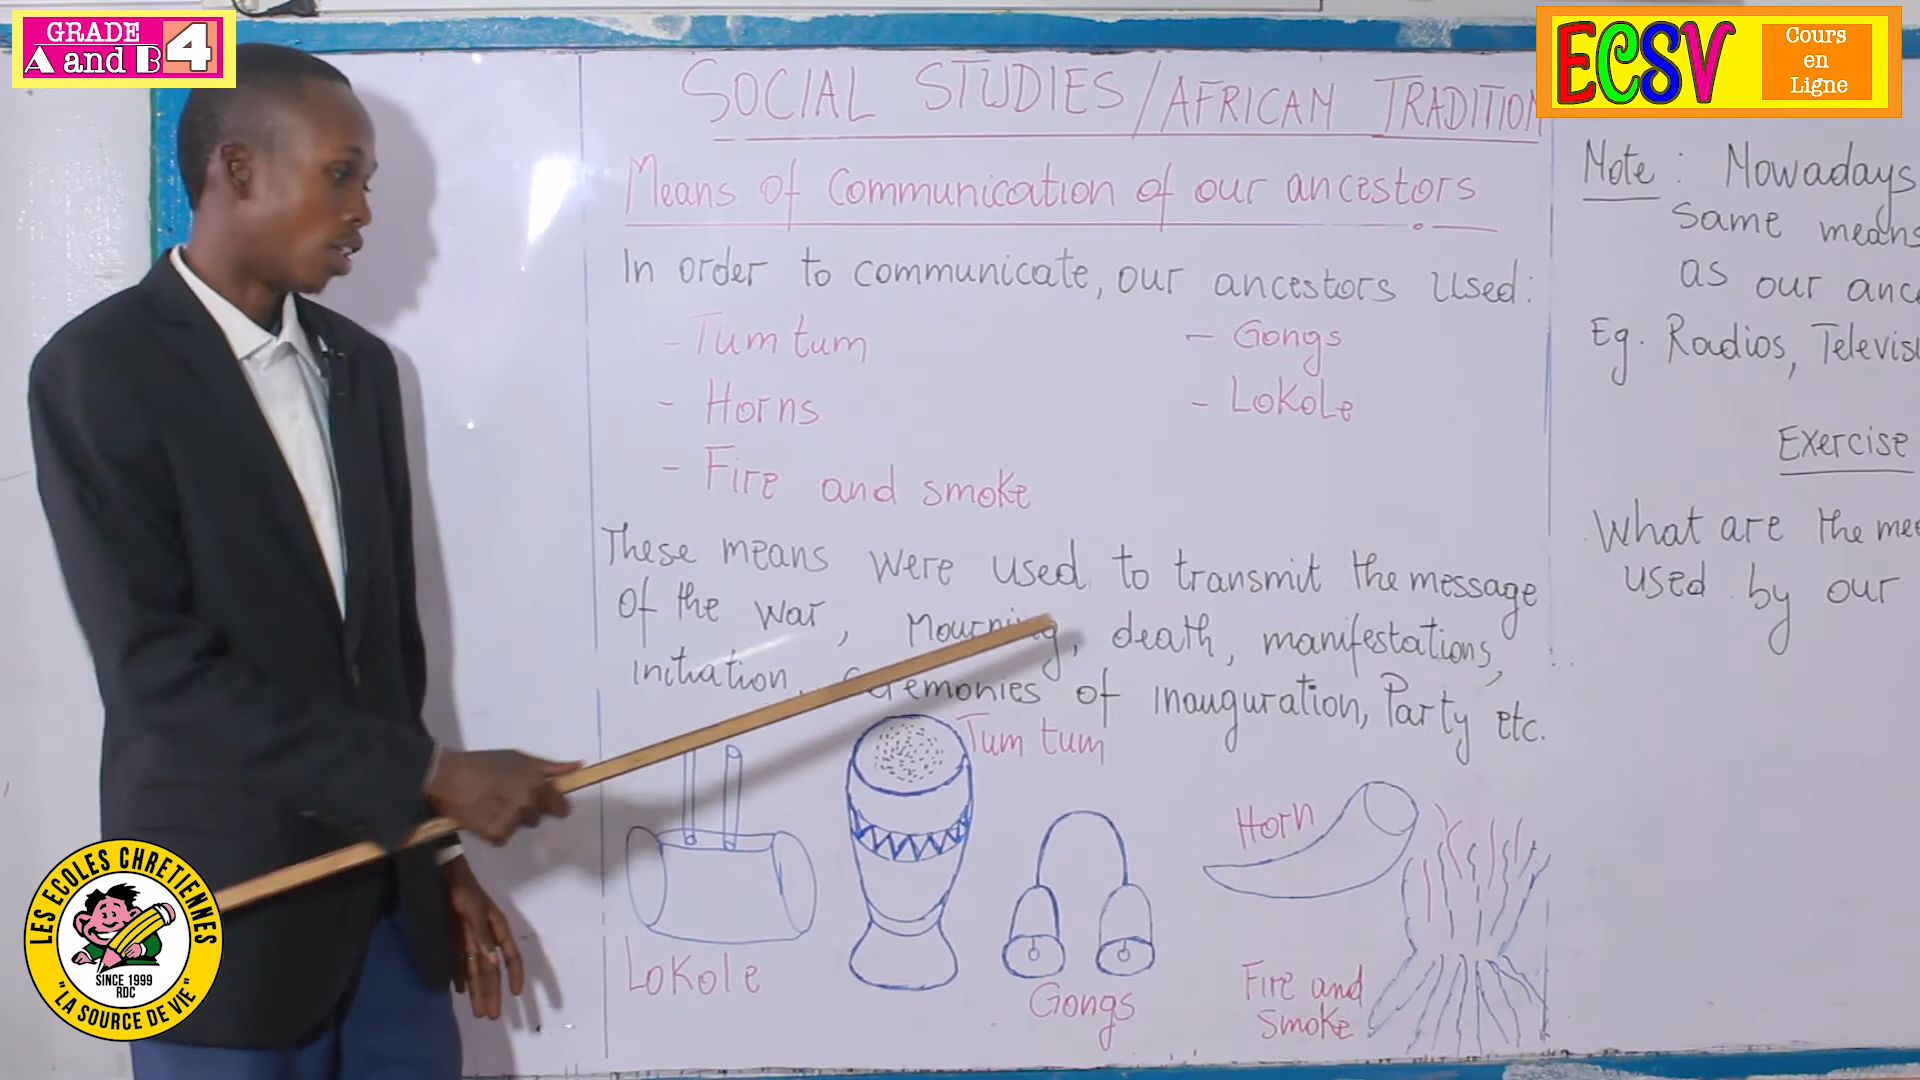 GRADE
A and B 4
ECSV
Cours
en
Ligne
SOCIAL STUDIES/AFRICAN TRADITION
Means of Communication of our ancestors
In order to communicate, our ancestors Used:
- Tum tum
- Gongs
- Horns
- LoKoLe
- Fire and smoke
These means were used to transmit the message
of the war, Mourning, death, manifestations,
initiation, Ceremonies of inauguration, Party etc.
Tum tum
Horn
LoKole
Gongs
Fire and
Smoke
Note: Nowadays
same means
as our
Eg. Radios,
Exercise
What are the
used by our
LES ECOLES CHRETIENNES
SINCE 1999
RDC
"LA SOURCE DE VIE"